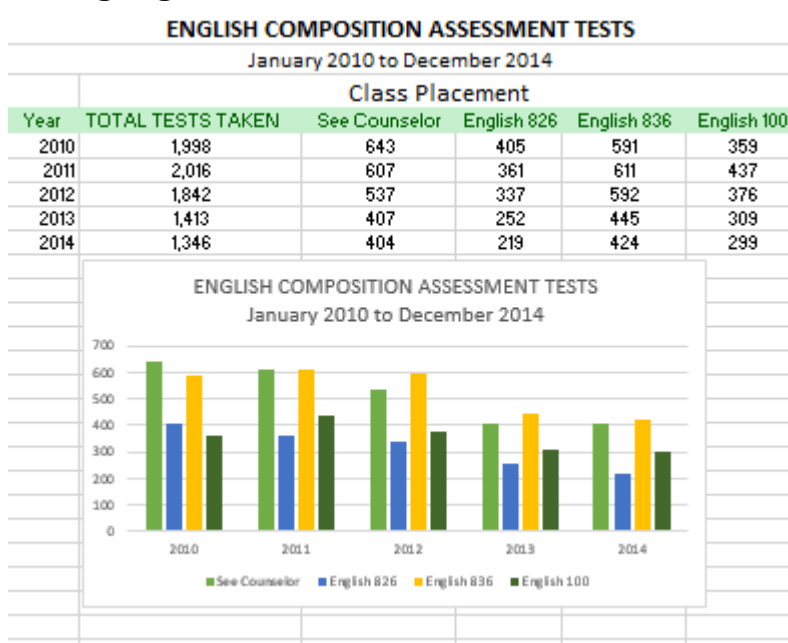 ENGLISH COMPOSITION ASSESSMENT TESTS
January 2010 to December 2014
Class Placement
Year TOTAL TESTS TAKEN See Counselor English 826 English 836 English 100
2010 1,998 643 405 591 359
2011 2,016 607 361 611 437
2012 1,842 537 337 592 376
2013 1,413 407 252 445 309
2014 1,346 404 219 424 299
ENGLISH COMPOSITION ASSESSMENT TESTS
January 2010 to December 2014
700
600
500
400
300
200
100
0
2010 2011 2012 2013 2014
See Counselor English 826 English 836 English 100